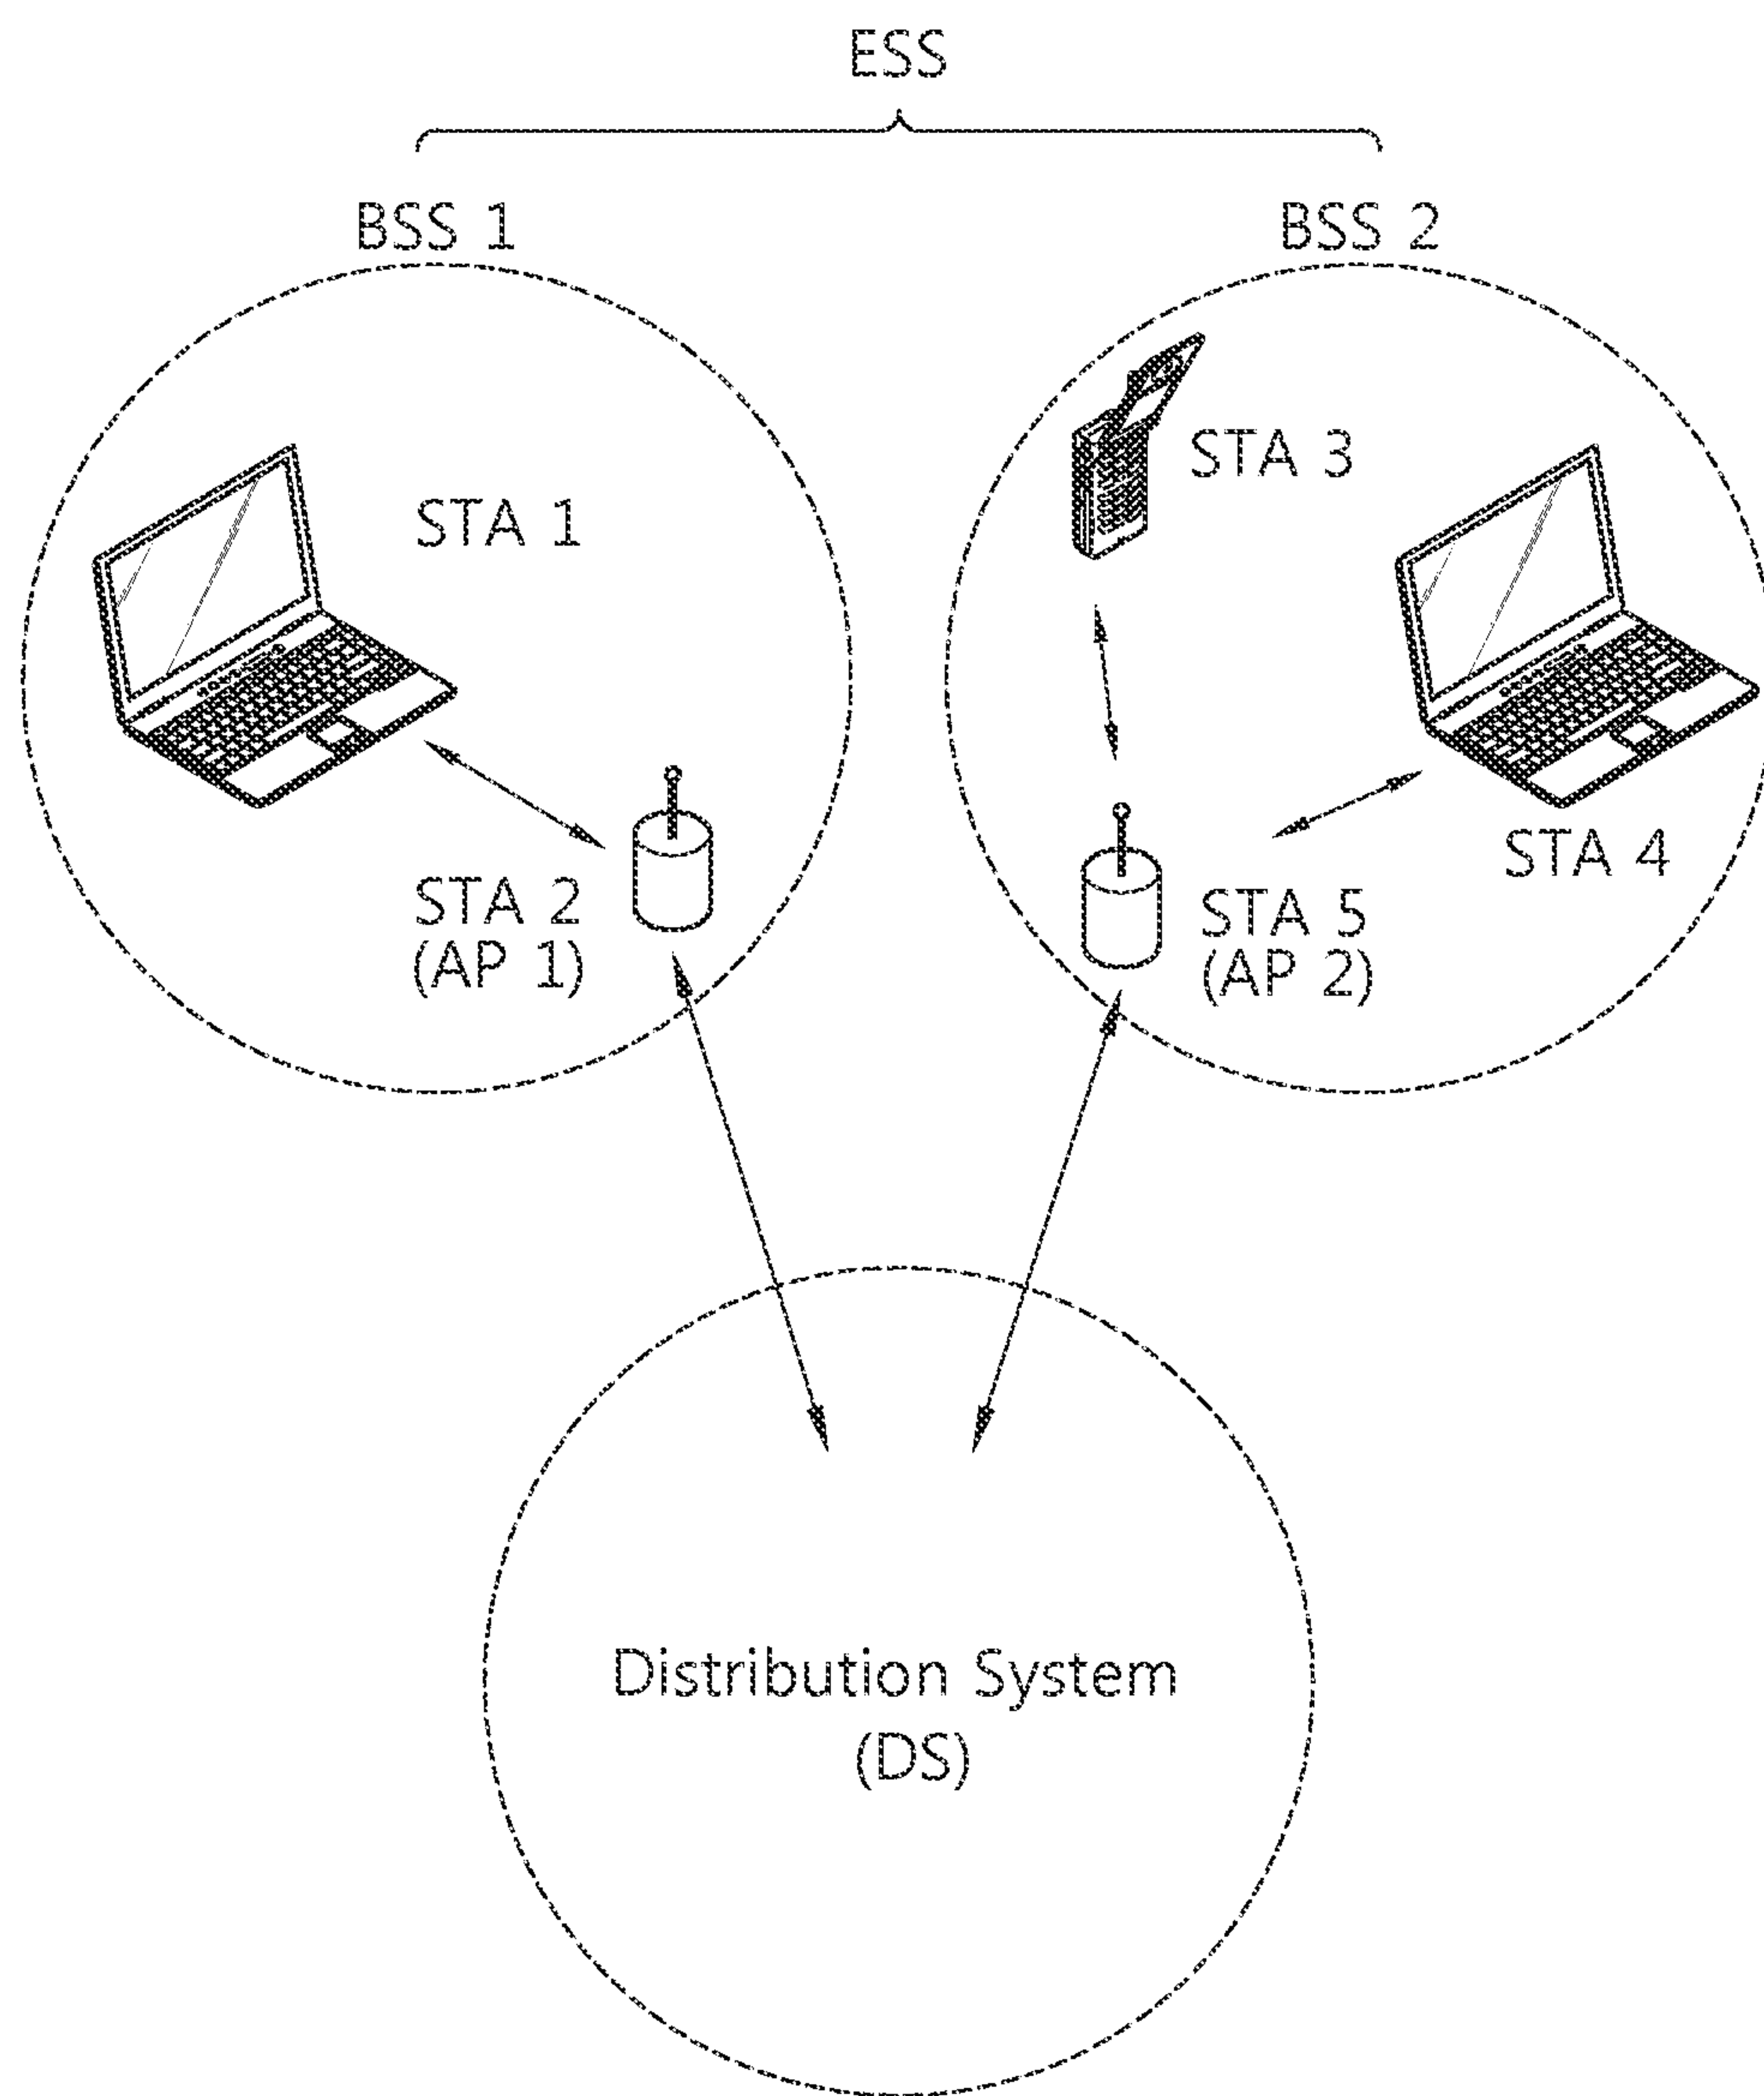 ESS
BSS 1
BSS 2
STA 1
STA 3
STA 4
STA 2
(AP 1)
STA 5
(AP 2)
Distribution System
(DS)